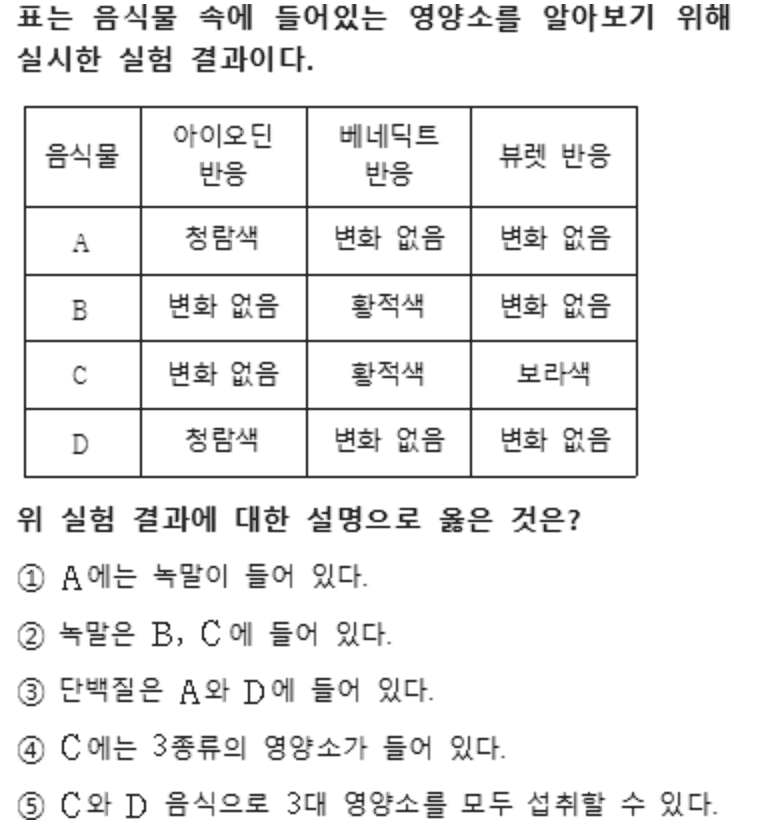 표는 음식물 속에 들어있는 영양소를 알아보기 위해
실시한 실험 결과이다.
음식물 아이오딘 반응 베네딕트 반응 뷰렛 반응
A 청람색 변화 없음 변화 없음
B 변화 없음 황적색 변화 없음
C 변화 없음 황적색 보라색
D 청람색 변화 없음 변화 없음
위 실험 결과에 대한 설명으로 옳은 것은?
① A에는 녹말이 들어 있다.
② 녹말은 B, C에 들어 있다.
③ 단백질은 A와 D에 들어 있다.
④ C에는 3종류의 영양소가 들어 있다.
⑤ C와 D 음식으로 3대 영양소를 모두 섭취할 수 있다.